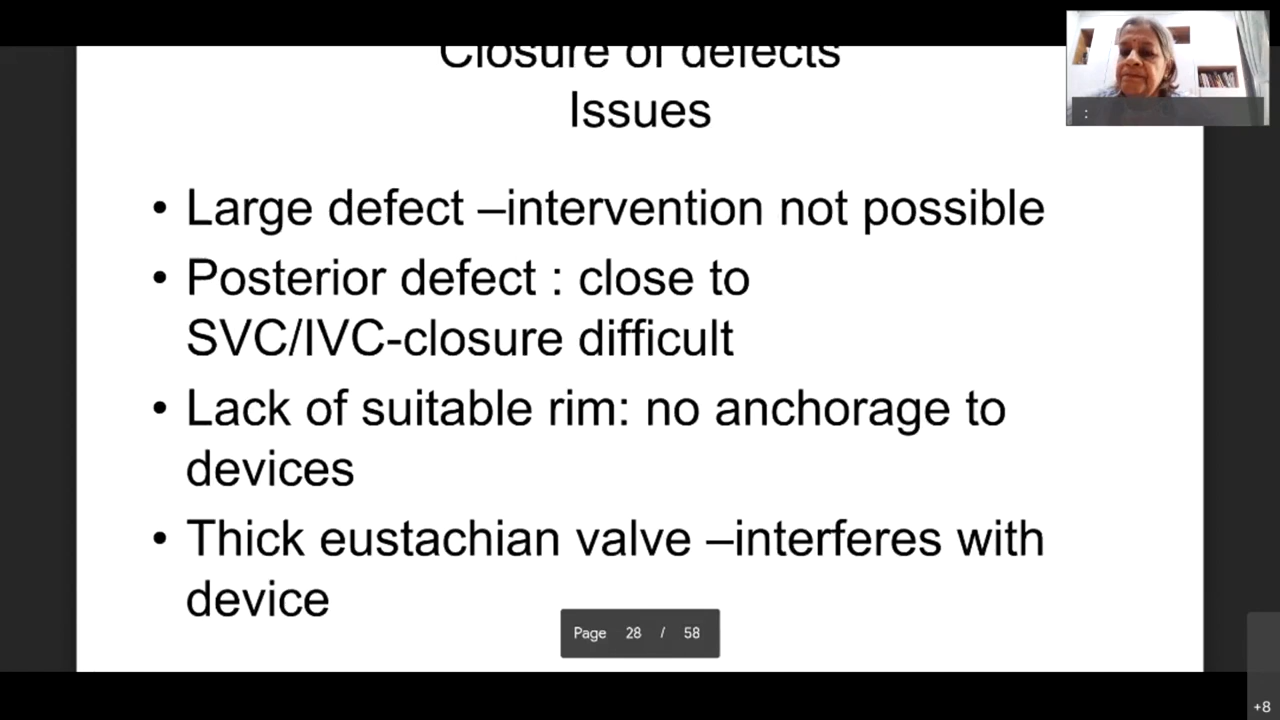 Closure of defects
Issues
:
• Large defect –intervention not possible
• Posterior defect : close to
SVC/IVC-closure difficult
• Lack of suitable rim: no anchorage to
devices
• Thick eustachian valve –interferes with
device
Page 28 / 58
+8